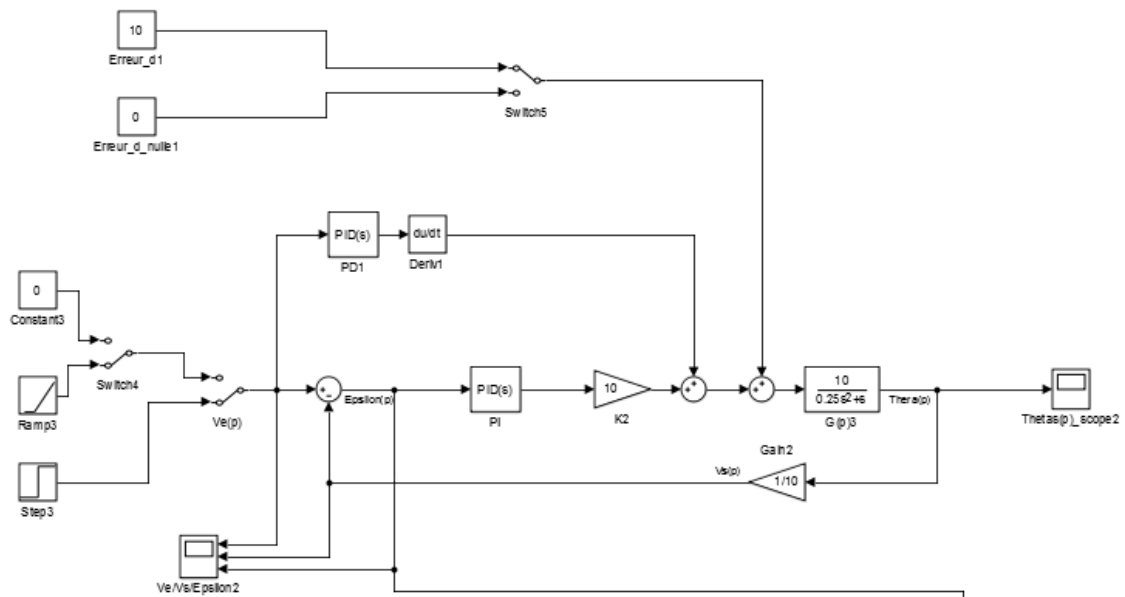 10
Erreur_d1
0
Erreur_d_nulle1
Switch5
PID(s)
PD1
du/dt
Deriv1
0
Constant3
Switch4
Ramp3
Ve(p)
Step3
Epsilon(p)
PID(s)
PI
10
K2
10
0.25s²+s
G(p)3
Theta(p)
Thetas(p)_scope2
Gain2
1/10
Vs(p)
Ve/Vs/Epsilon2